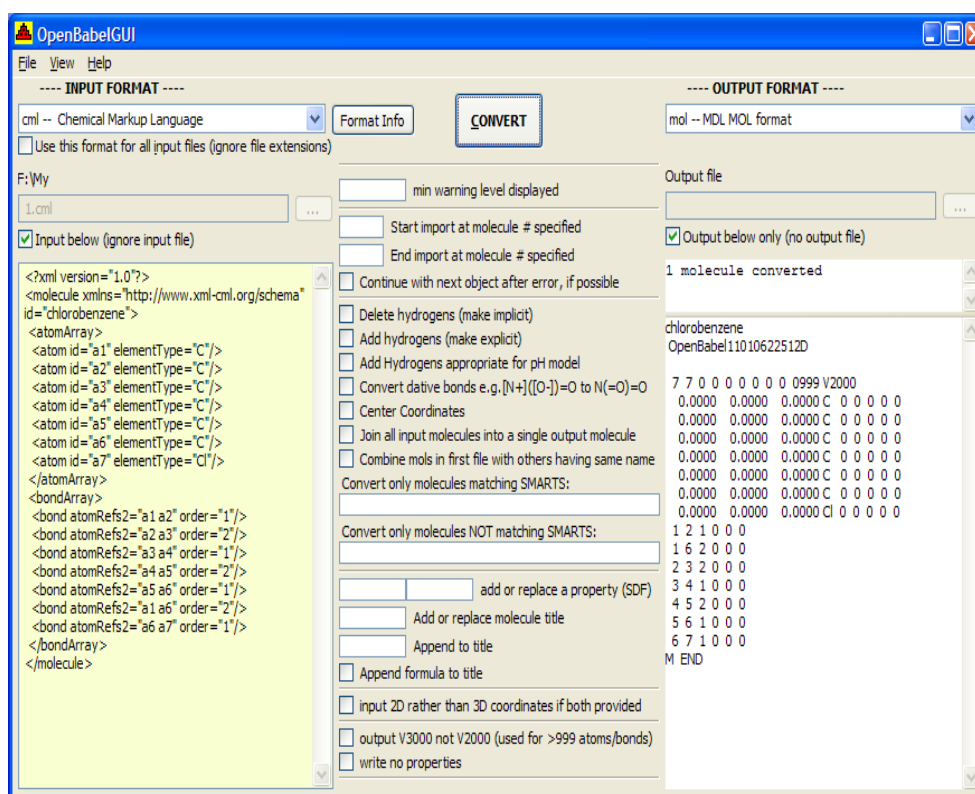 OpenBabelGUI
File View Help
---- INPUT FORMAT ----
cml -- Chemical Markup Language
Use this format for all input files (ignore file extensions)
F:\My
1.cml
...
Input below (ignore input file)
<?xml version="1.0"?>
<molecule xmlns="http://www.xml-cml.org/schema"
id="chlorobenzene">
<atomArray>
<atom id="a1" elementType="C"/>
<atom id="a2" elementType="C"/>
<atom id="a3" elementType="C"/>
<atom id="a4" elementType="C"/>
<atom id="a5" elementType="C"/>
<atom id="a6" elementType="C"/>
<atom id="a7" elementType="Cl"/>
</atomArray>
<bondArray>
<bond atomRefs2="a1 a2" order="1"/>
<bond atomRefs2="a2 a3" order="2"/>
<bond atomRefs2="a3 a4" order="1"/>
<bond atomRefs2="a4 a5" order="2"/>
<bond atomRefs2="a5 a6" order="1"/>
<bond atomRefs2="a1 a6" order="2"/>
<bond atomRefs2="a6 a7" order="1"/>
</bondArray>
</molecule>
Format Info
CONVERT
min warning level displayed
Start import at molecule # specified
End import at molecule # specified
Continue with next object after error, if possible
Delete hydrogens (make implicit)
Add hydrogens (make explicit)
Add Hydrogens appropriate for pH model
Convert dative bonds e.g.[N+]([O-])=O to N(=O)=O
Center Coordinates
Join all input molecules into a single output molecule
Combine mols in first file with others having same name
Convert only molecules matching SMARTS:
Convert only molecules NOT matching SMARTS:
add or replace a property (SDF)
Add or replace molecule title
Append to title
Append formula to title
input 2D rather than 3D coordinates if both provided
output V3000 not V2000 (used for >999 atoms/bonds)
write no properties
---- OUTPUT FORMAT ----
mol -- MDL MOL format
Output file
...
Output below only (no output file)
1 molecule converted
chlorobenzene
OpenBabel11010622512D
7 7 0 0 0 0 0 0 0 0999 V2000
0.0000 0.0000 0.0000 C 0 0 0 0 0
0.0000 0.0000 0.0000 C 0 0 0 0 0
0.0000 0.0000 0.0000 C 0 0 0 0 0
0.0000 0.0000 0.0000 C 0 0 0 0 0
0.0000 0.0000 0.0000 C 0 0 0 0 0
0.0000 0.0000 0.0000 C 0 0 0 0 0
0.0000 0.0000 0.0000 Cl 0 0 0 0 0
1 2 1 0 0 0
1 6 2 0 0 0
2 3 2 0 0 0
3 4 1 0 0 0
4 5 2 0 0 0
5 6 1 0 0 0
6 7 1 0 0 0
M END